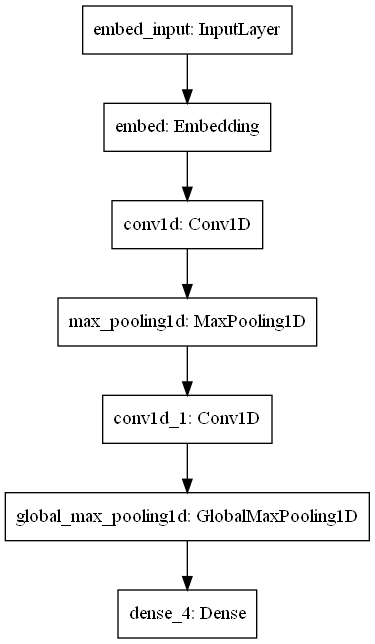 embed_input: InputLayer
embed: Embedding
conv1d: Conv1D
max_pooling1d: MaxPooling1D
conv1d_1: Conv1D
global_max_pooling1d: GlobalMaxPooling1D
dense_4: Dense